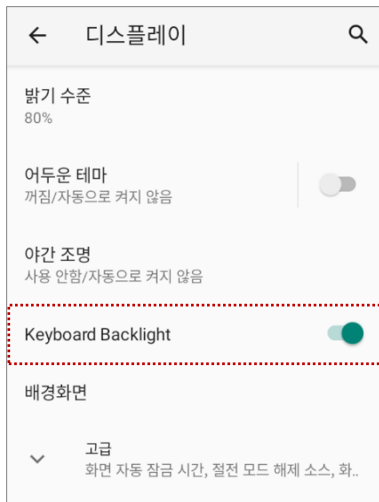 디스플레이
밝기 수준
80%
어두운 테마
꺼짐/자동으로 켜지 않음
야간 조명
사용 안함/자동으로 켜지 않음
Keyboard Backlight
배경화면
고급
화면 자동 잠금 시간, 절전 모드 해제 소스, 화..